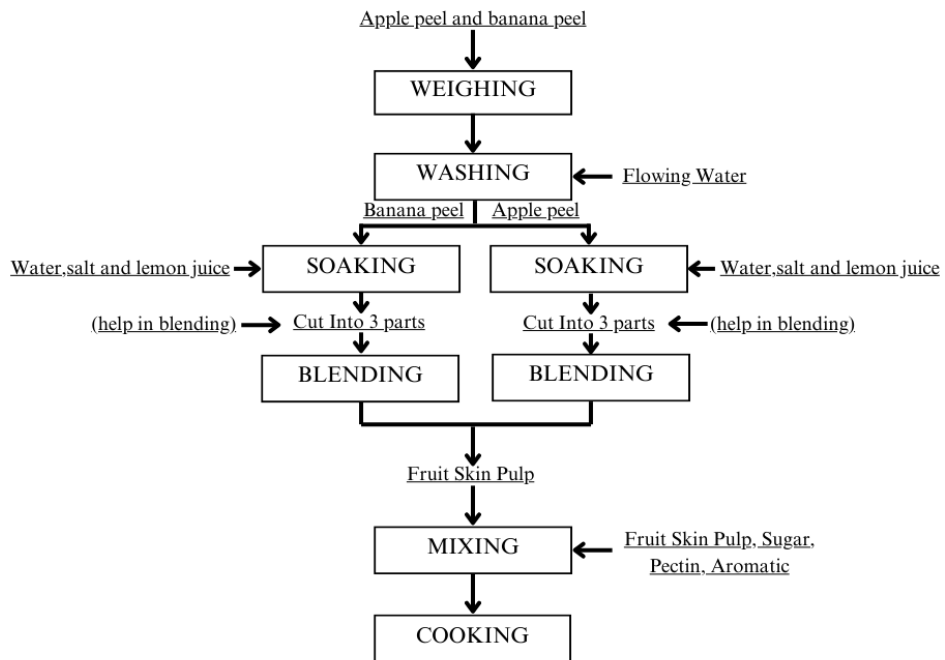 Apple peel and banana peel
WEIGHING
WASHING
Flowing Water
Banana peel
Apple peel
Water,salt and lemon juice
SOAKING
SOAKING
Water,salt and lemon juice
(help in blending)
Cut Into 3 parts
Cut Into 3 parts
(help in blending)
BLENDING
BLENDING
Fruit Skin Pulp
MIXING
Fruit Skin Pulp, Sugar,
Pectin, Aromatic
COOKING